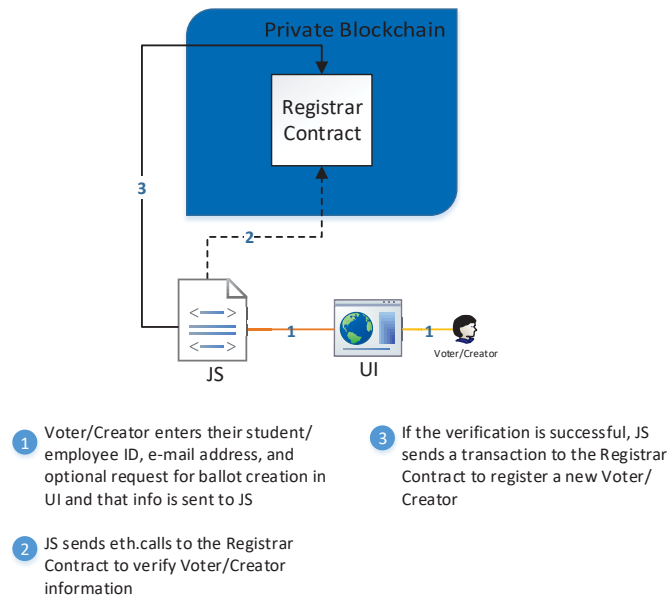 Private Blockchain
Registrar
Contract
3
2
1
1
Voter/Creator
JS
UI
1 Voter/Creator enters their student/
employee ID, e-mail address, and
optional request for ballot creation in
UI and that info is sent to JS
2 JS sends eth.calls to the Registrar
Contract to verify Voter/Creator
information
3 If the verification is successful, JS
sends a transaction to the Registrar
Contract to register a new Voter/
Creator